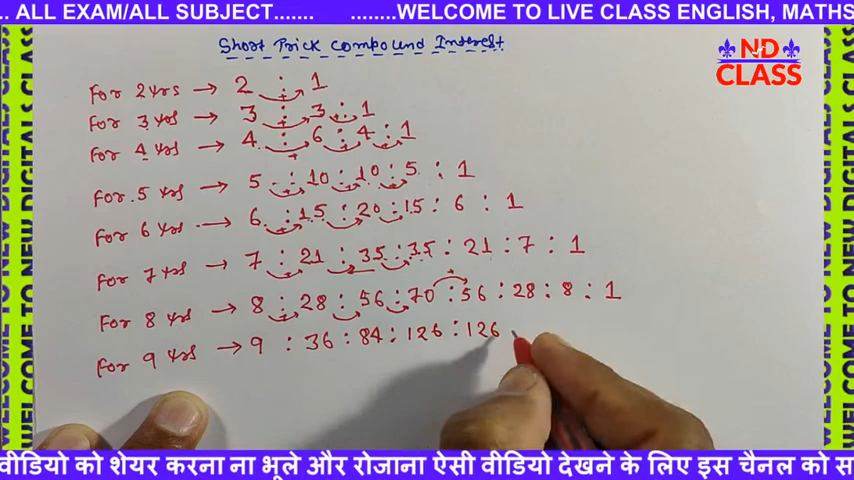 .. ALL EXAM/ALL SUBJECT....... ........WELCOME TO LIVE CLASS ENGLISH, MATHS
Short Trick Compound Interest
ND
CLASS
For 2 yrs → 2 : 1
For 3 yrs → 3 : 3 : 1
For 4 yrs → 4 : 6 : 4 : 1
For 5 yrs → 5 : 10 : 10 : 5 : 1
For 6 yrs → 6 : 15 : 20 : 15 : 6 : 1
For 7 yrs → 7 : 21 : 35 : 35 : 21 : 7 : 1
For 8 yrs → 8 : 28 : 56 : 70 : 56 : 28 : 8 : 1
For 9 yrs → 9 : 36 : 84 : 126 : 126
वीडियो को शेयर करना ना भूले और रोजाना ऐसी वीडियो देखने के लिए इस चैनल को स